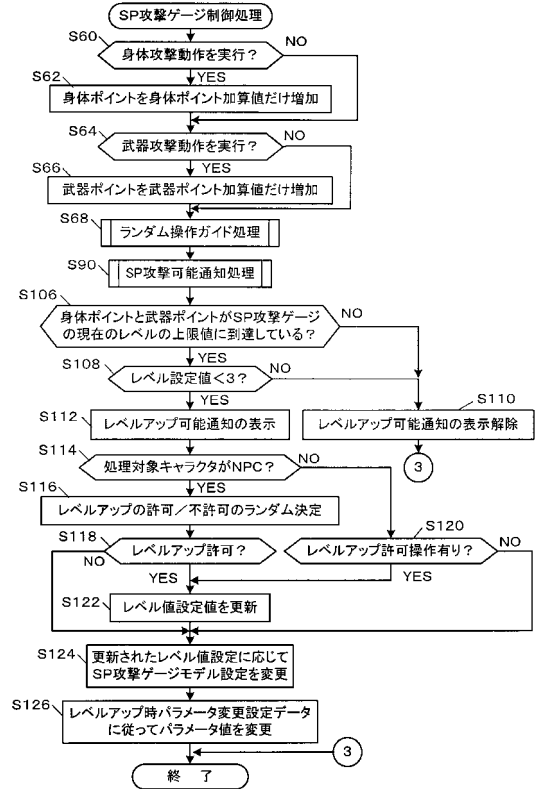 SP攻撃ゲージ制御処理
S60
身体攻撃動作を実行？
NO
YES
S62
身体ポイントを身体ポイント加算値だけ増加
S64
武器攻撃動作を実行？
NO
YES
S66
武器ポイントを武器ポイント加算値だけ増加
S68
ランダム操作ガイド処理
S90
SP攻撃可能通知処理
S106
身体ポイントと武器ポイントがSP攻撃ゲージ
の現在のレベルの上限値に到達している？
NO
YES
S108
レベル設定値＜3？
NO
YES
S112
レベルアップ可能通知の表示
S110
レベルアップ可能通知の表示解除
3
S114
処理対象キャラクタがNPC？
NO
YES
S116
レベルアップの許可／不許可のランダム決定
S118
レベルアップ許可？
NO
YES
S120
レベルアップ許可操作有り？
NO
YES
S122
レベル値設定値を更新
S124
更新されたレベル値設定に応じて
SP攻撃ゲージモデル設定を変更
S126
レベルアップ時パラメータ変更設定データ
に従ってパラメータ値を変更
3
終 了